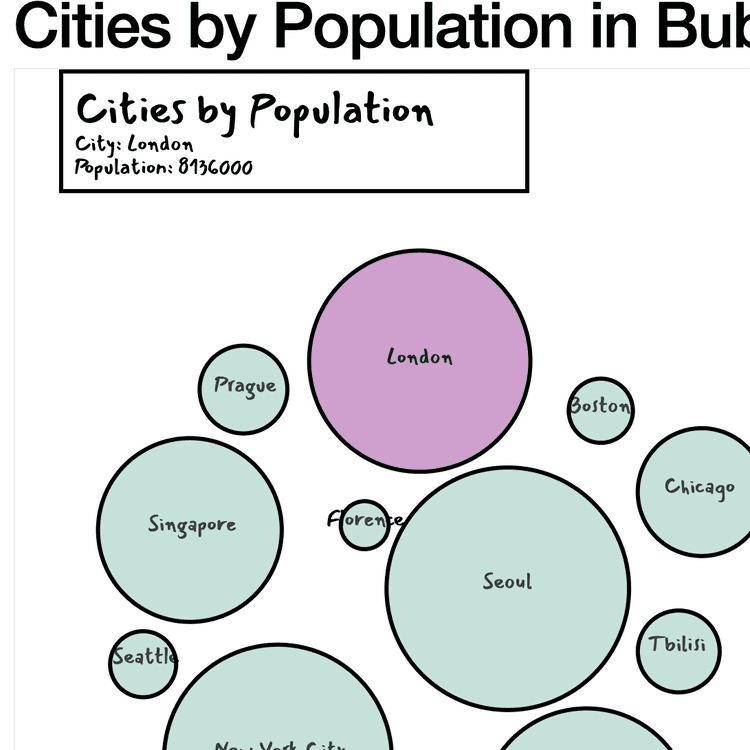 Cities by Population in Bub
Cities by Population
City: London
Population: 8136000
London
Prague
Boston
Chicago
Singapore
Florence
Seoul
Tbilisi
Seattle
New York City